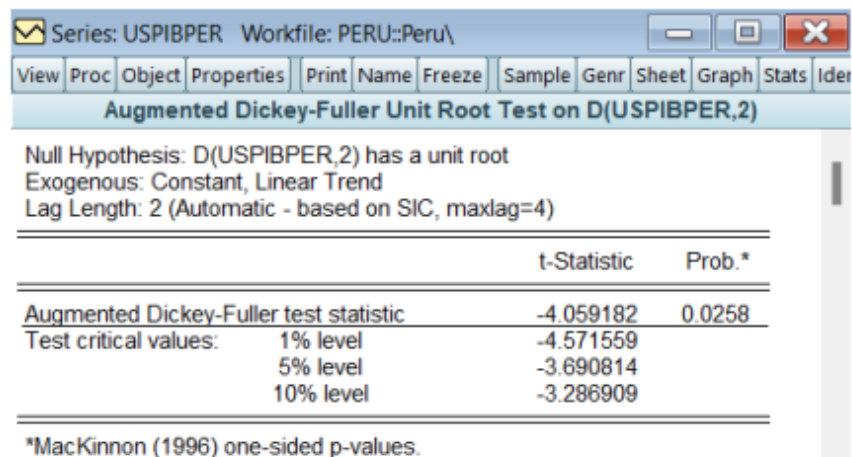 Series: USPIBPER Workfile: PERU::Peru\
View Proc Object Properties Print Name Freeze Sample Genr Sheet Graph Stats Iden
Augmented Dickey-Fuller Unit Root Test on D(USPIBPER,2)
Null Hypothesis: D(USPIBPER,2) has a unit root
Exogenous: Constant, Linear Trend
Lag Length: 2 (Automatic - based on SIC, maxlag=4)
t-Statistic Prob.*
Augmented Dickey-Fuller test statistic -4.059182 0.0258
Test critical values: 1% level -4.571559
5% level -3.690814
10% level -3.286909
*MacKinnon (1996) one-sided p-values.